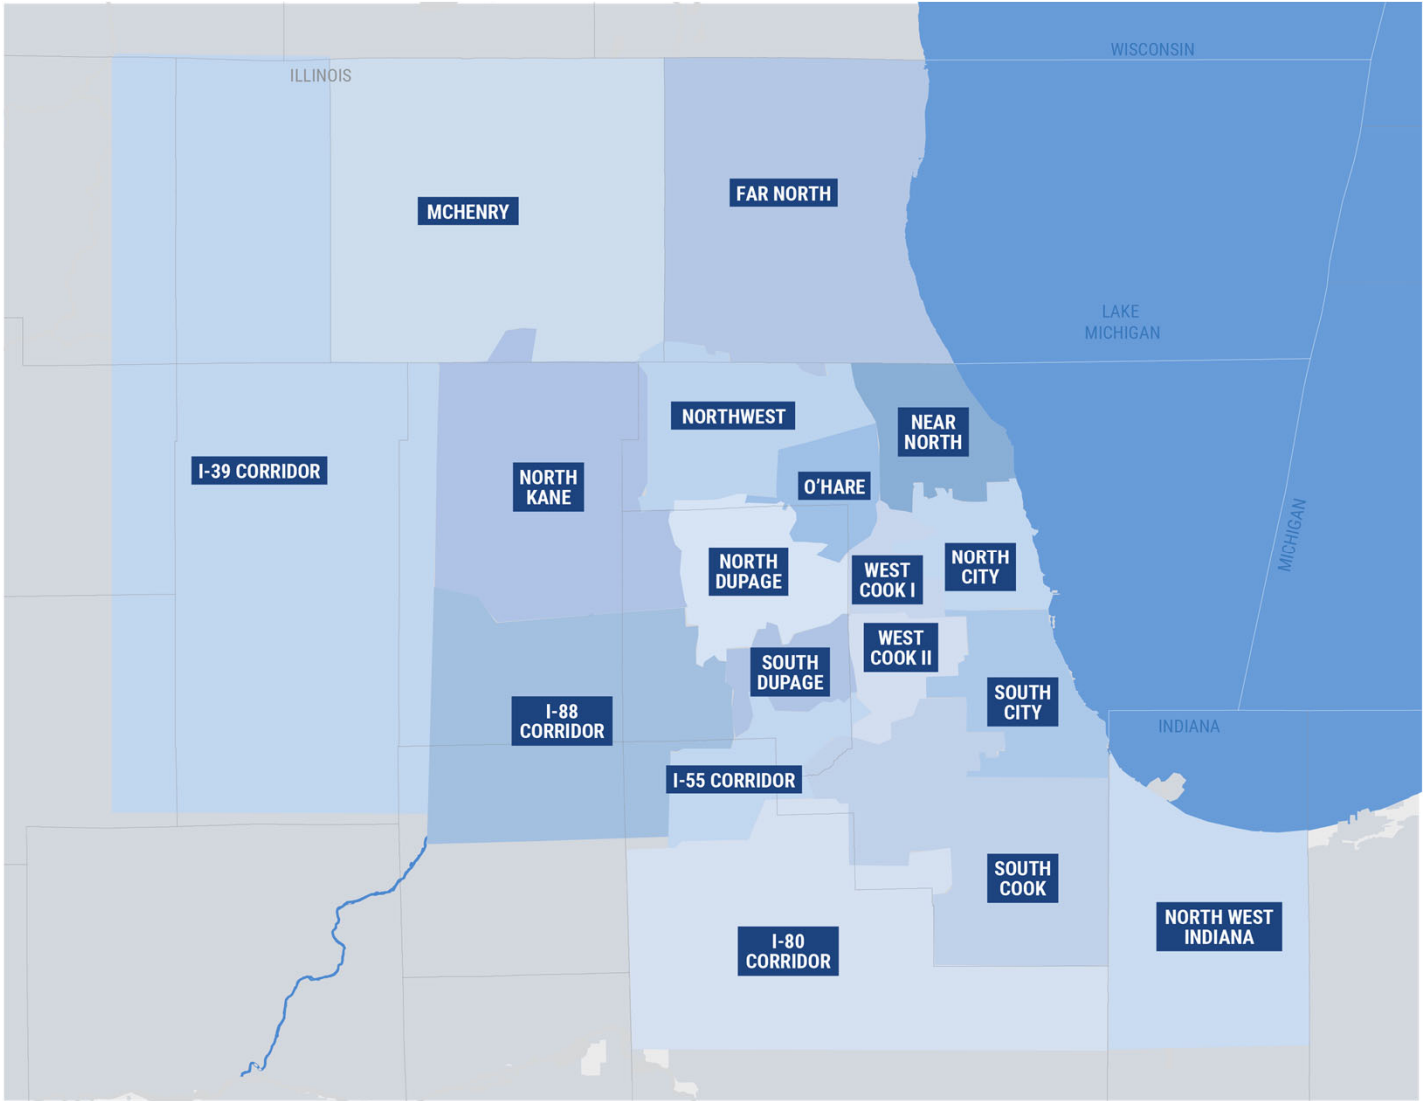 WISCONSIN
ILLINOIS
FAR NORTH
MCHENRY
LAKE
MICHIGAN
NORTHWEST
NEAR
NORTH
I-39 CORRIDOR
NORTH
KANE
O'HARE
MICHIGAN
NORTH
DUPAGE
WEST
COOK I
NORTH
CITY
WEST
COOK II
SOUTH
DUPAGE
SOUTH
CITY
I-88
CORRIDOR
INDIANA
I-55 CORRIDOR
SOUTH
COOK
NORTH WEST
INDIANA
I-80
CORRIDOR